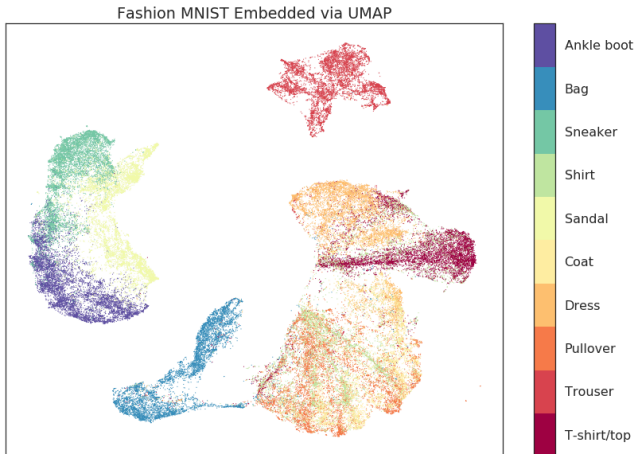 Fashion MNIST Embedded via UMAP
Ankle boot
Bag
Sneaker
Shirt
Sandal
Coat
Dress
Pullover
Trouser
T-shirt/top